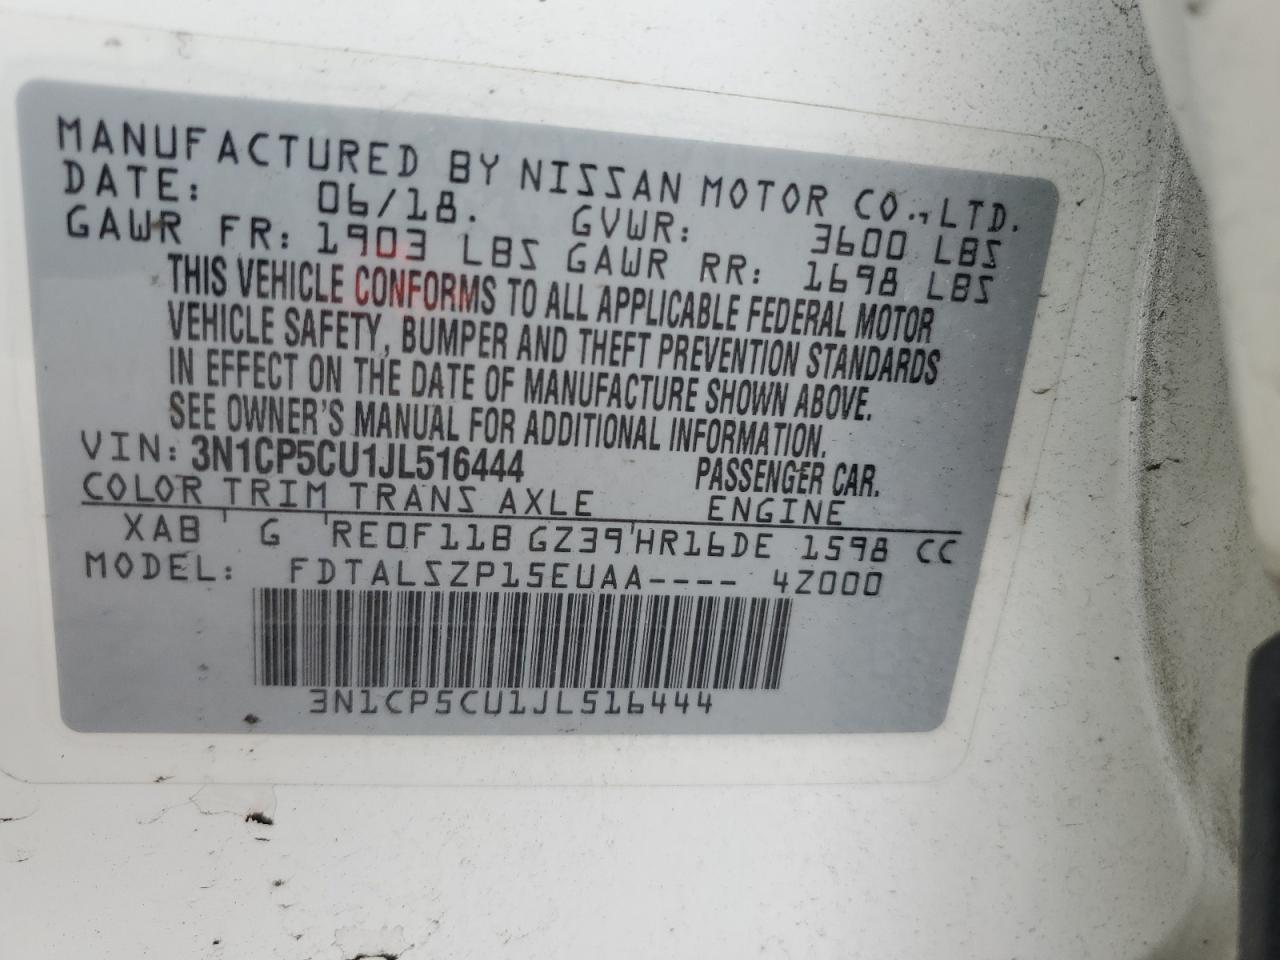 MANUFACTURED BY NISSAN MOTOR CO., LTD.
DATE: 06/18. GVWR: 3600 LBS
GAWR FR: 1903 LBS GAWR RR: 1698 LBS
THIS VEHICLE CONFORMS TO ALL APPLICABLE FEDERAL MOTOR
VEHICLE SAFETY, BUMPER AND THEFT PREVENTION STANDARDS
IN EFFECT ON THE DATE OF MANUFACTURE SHOWN ABOVE.
SEE OWNER'S MANUAL FOR ADDITIONAL INFORMATION.
VIN: 3N1CP5CU1JL516444 PASSENGER CAR.
COLOR TRIM TRANS AXLE ENGINE
XAB G RE0F11B GZ39 HR16DE 1598 CC
MODEL: FDTALSZP15EUAA---- 4Z000
3N1CP5CU1JL516444